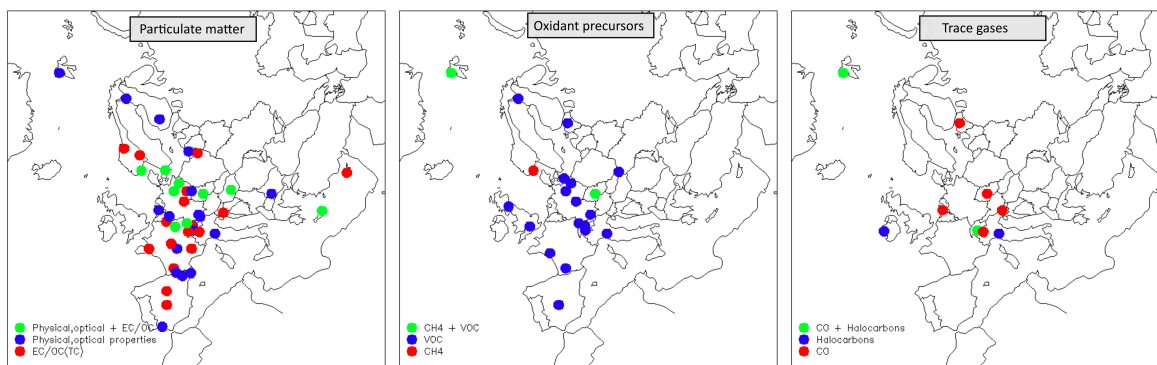 Particulate matter
Physical,optical + EC/OC
Physical,optical properties
EC/OC(TC)
Oxidant precursors
CH4 + VOC
VOC
CH4
Trace gases
CO + Halocarbons
Halocarbons
CO